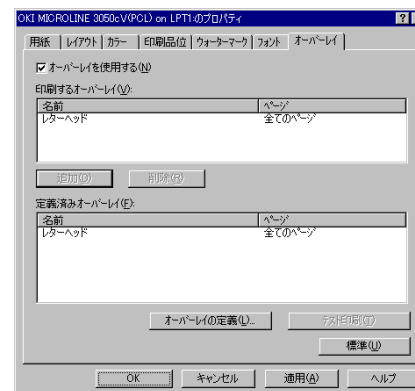 OKI MICROLINE 3050cV(PCL) on LPT1:のプロパティ
用紙 レイアウト カラー 印刷品位 ウォーターマーク フォント オーバーレイ
オーバーレイを使用する(N)
印刷するオーバーレイ(V):
名前 ページ
レターヘッド 全てのページ
追加(O) 削除(R)
定義済みオーバーレイ(F):
名前 ページ
レターヘッド 全てのページ
オーバーレイの定義(L)... テスト印刷(T)
標準(U)
OK キャンセル 適用(A) ヘルプ